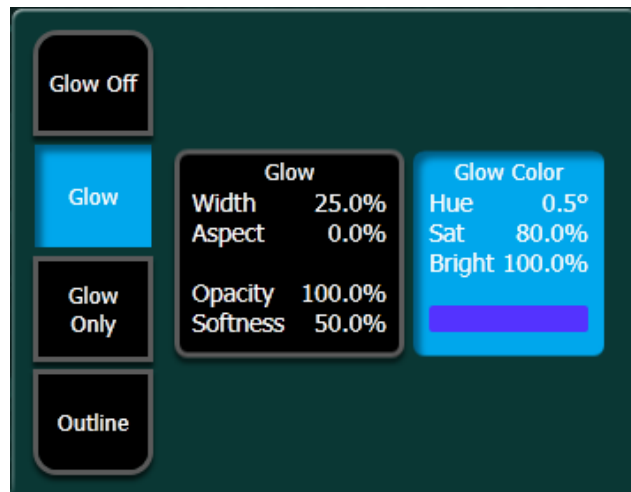 Glow Off
Glow
Glow
Only
Outline
Glow
Width 25.0%
Aspect 0.0%
Opacity 100.0%
Softness 50.0%
Glow Color
Hue 0.5º
Sat 80.0%
Bright 100.0%